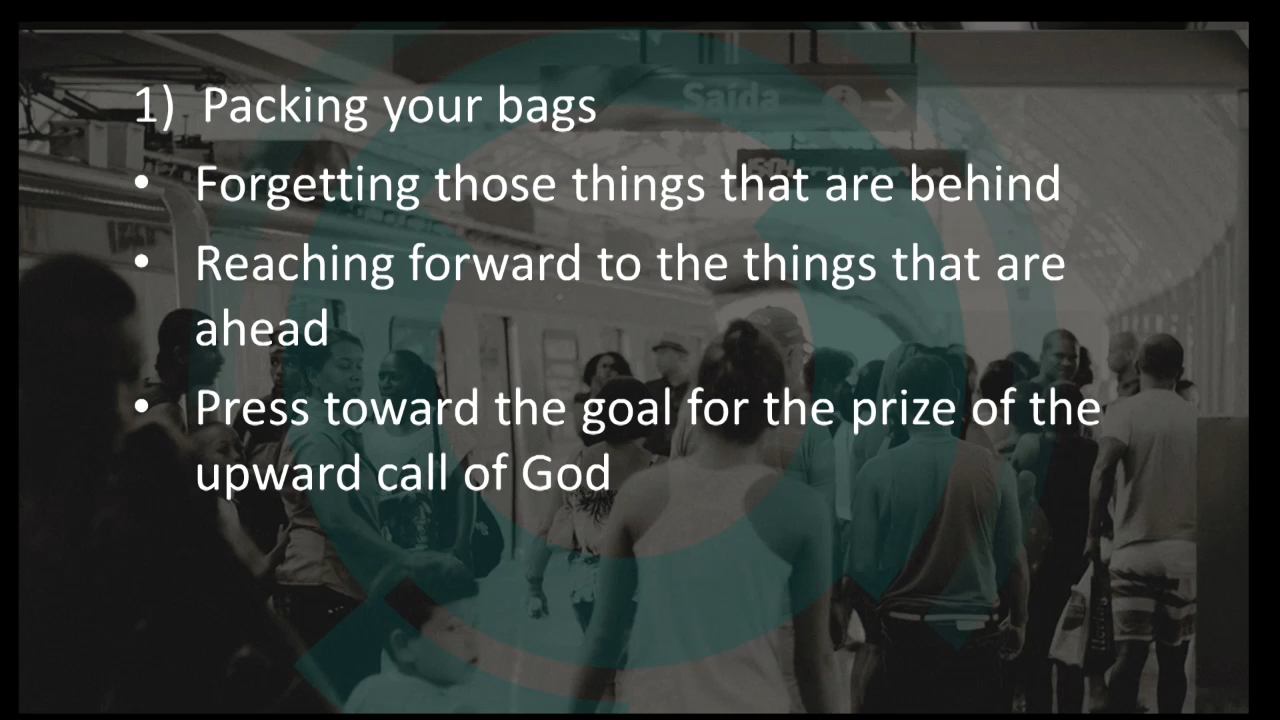 1) Packing your bags
• Forgetting those things that are behind
• Reaching forward to the things that are
ahead
• Press toward the goal for the prize of the
upward call of God
Saída